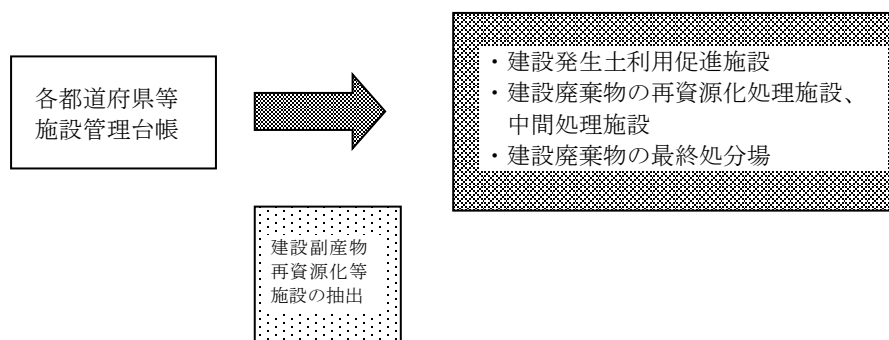 各都道府県等
施設管理台帳
・建設発生土利用促進施設
・建設廃棄物の再資源化処理施設、
中間処理施設
・建設廃棄物の最終処分場
建設副産物
再資源化等
施設の抽出